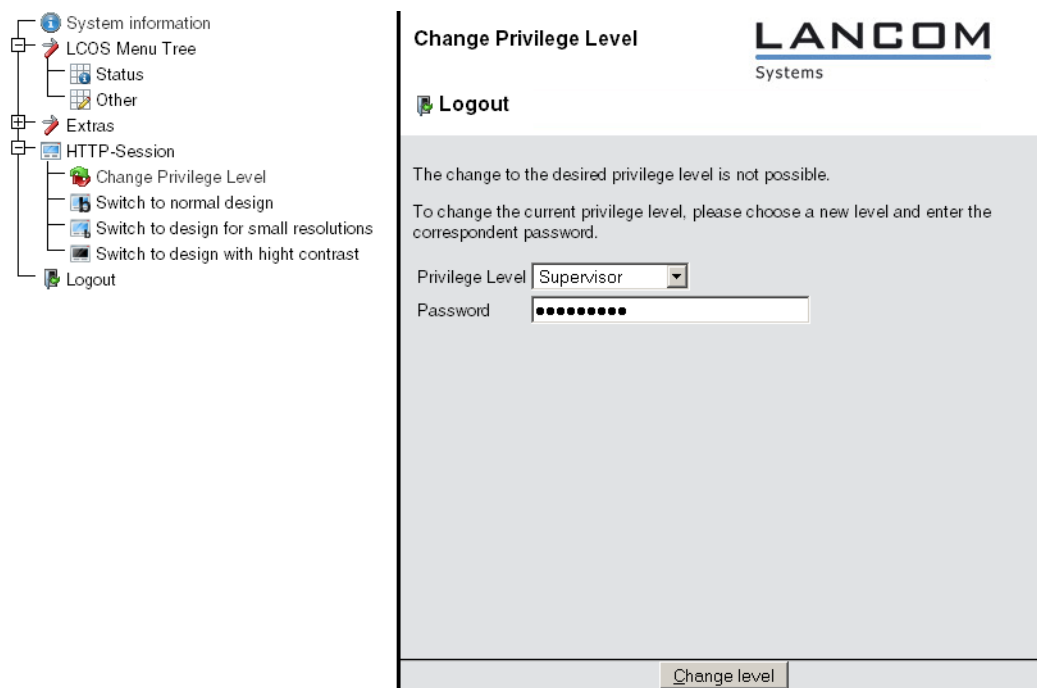 System information
LCOS Menu Tree
Status
Other
Extras
HTTP-Session
Change Privilege Level
Switch to normal design
Switch to design for small resolutions
Switch to design with hight contrast
Logout
Change Privilege Level
LANCOM
Systems
Logout
The change to the desired privilege level is not possible.
To change the current privilege level, please choose a new level and enter the
correspondent password.
Privilege Level Supervisor
Password •••••••••
Change level